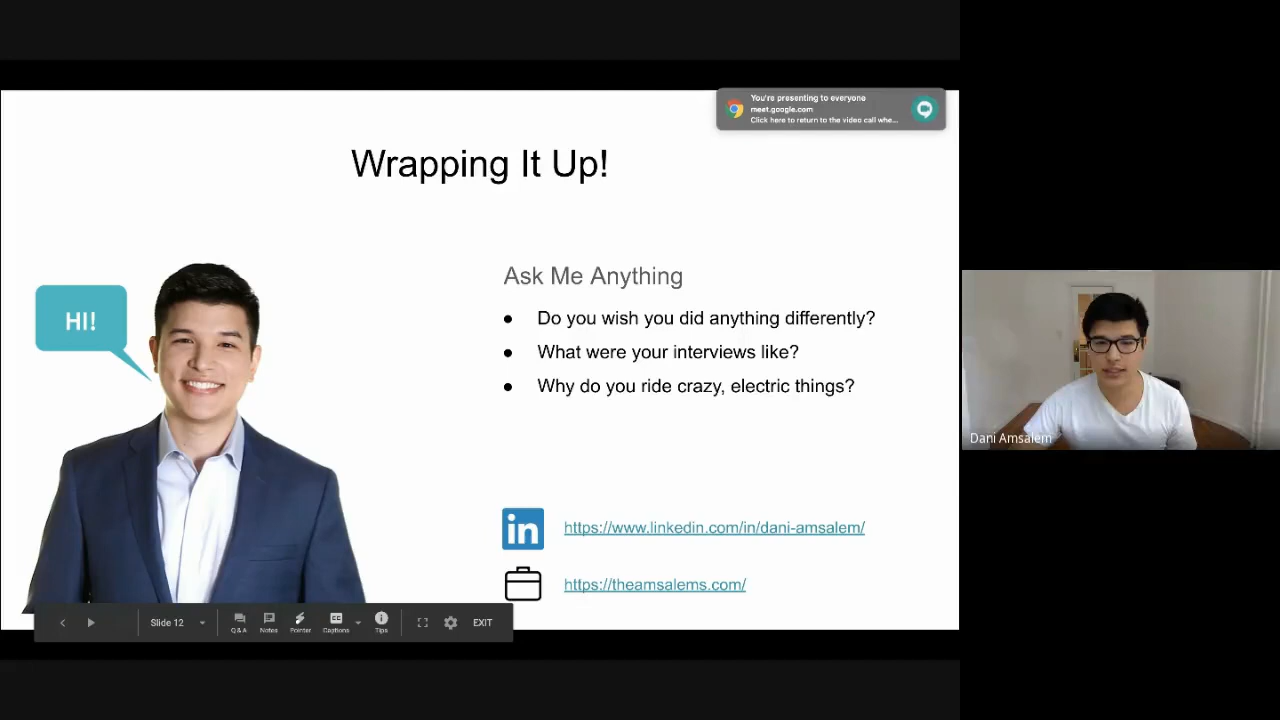 You're presenting to everyone
meet.google.com
Click here to return to the video call whe...
Wrapping It Up!
HI!
Ask Me Anything
● Do you wish you did anything differently?
● What were your interviews like?
● Why do you ride crazy, electric things?
in
https://www.linkedin.com/in/dani-amsalem/
https://theamsalems.com/
Slide 12
Q&A
Notes
Pointer
CC
Captions
Tips
EXIT
Dani Amsalem